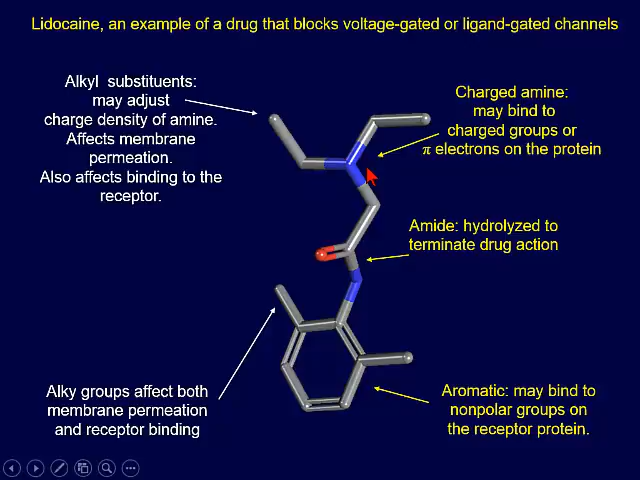 Lidocaine, an example of a drug that blocks voltage-gated or ligand-gated channels
Alkyl substituents:
may adjust
charge density of amine.
Affects membrane
permeation.
Also affects binding to the
receptor.
Charged amine:
may bind to
charged groups or
π electrons on the protein
Amide: hydrolyzed to
terminate drug action
Alky groups affect both
membrane permeation
and receptor binding
Aromatic: may bind to
nonpolar groups on
the receptor protein.